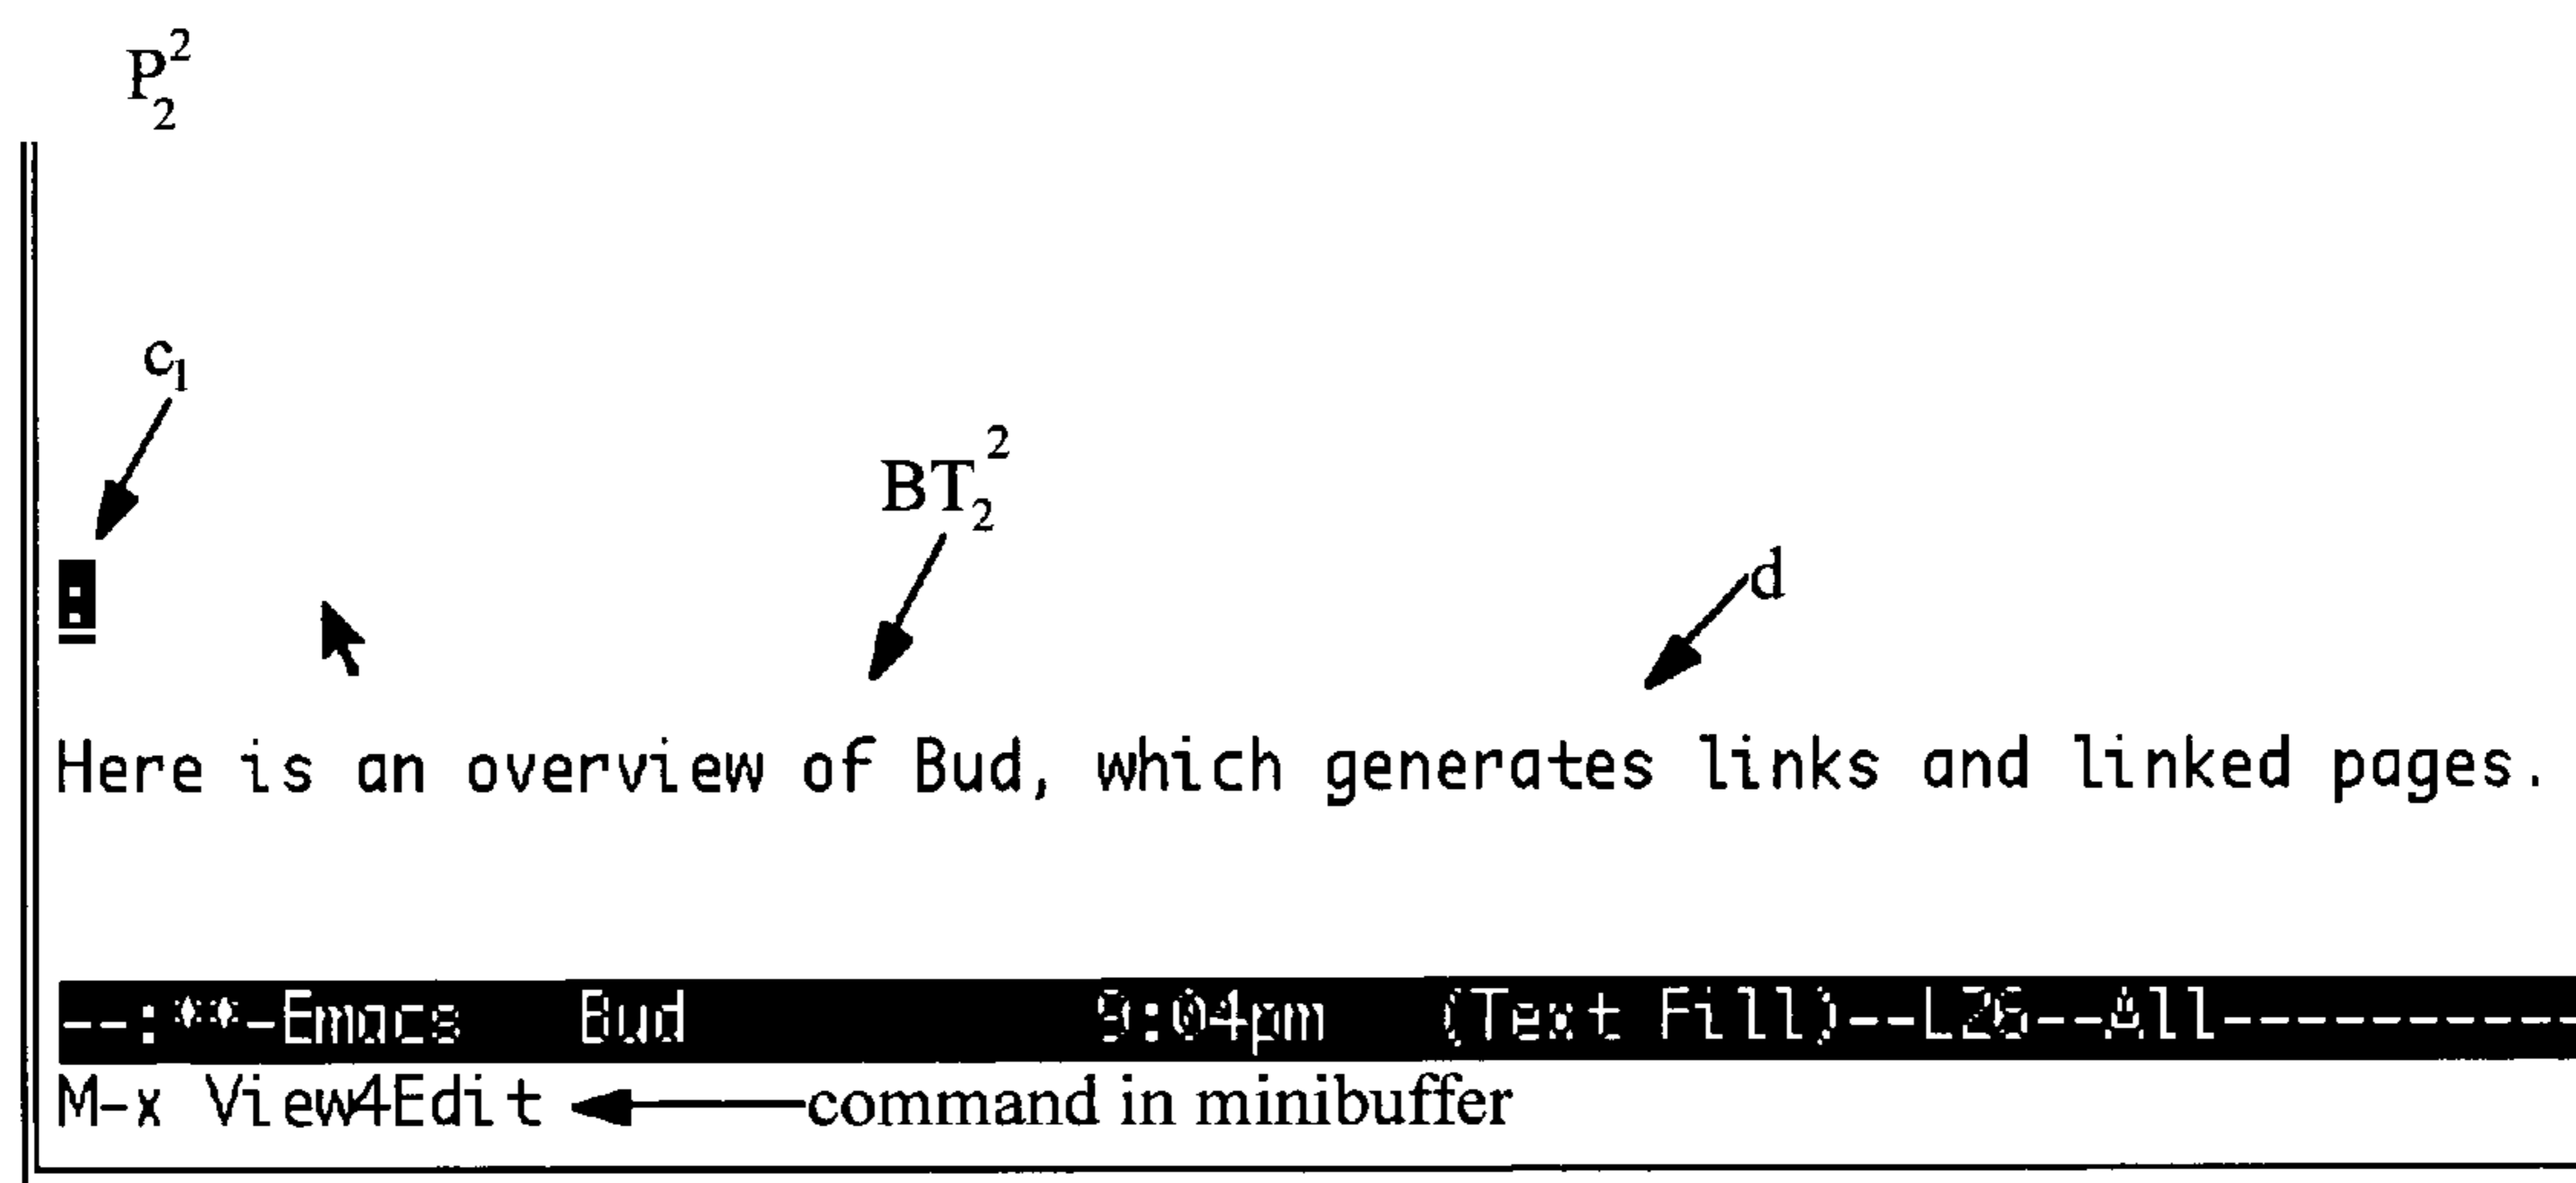 P₂²
c₁
BT₂²
d
:
Here is an overview of Bud, which generates links and linked pages.
--:**-Emacs Bud 9:04pm (Text Fill)--L26--All----------
M-x View4Edit command in minibuffer